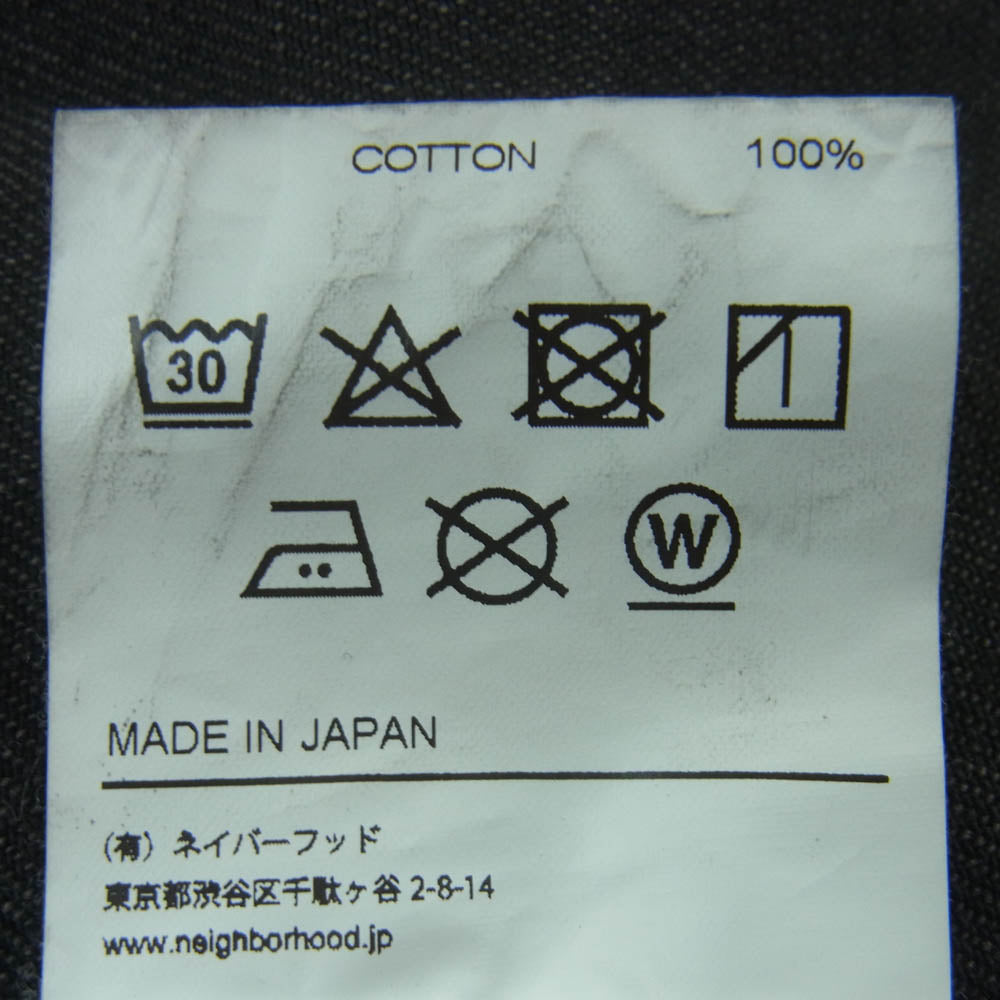 COTTON 100%
30
W
MADE IN JAPAN
(有) ネイバーフッド
東京都渋谷区千駄ヶ谷 2-8-14
www.neighborhood.jp